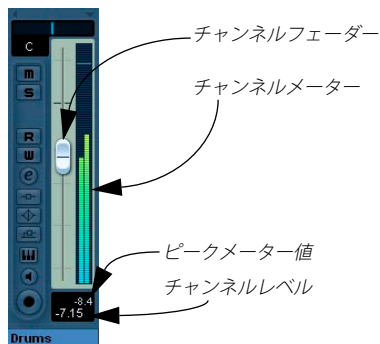 C
チャンネルフェーダー
m
S
チャンネルメーター
R
W
e
ピークメーター値
-8.4
チャンネルレベル
-7.15
Drums